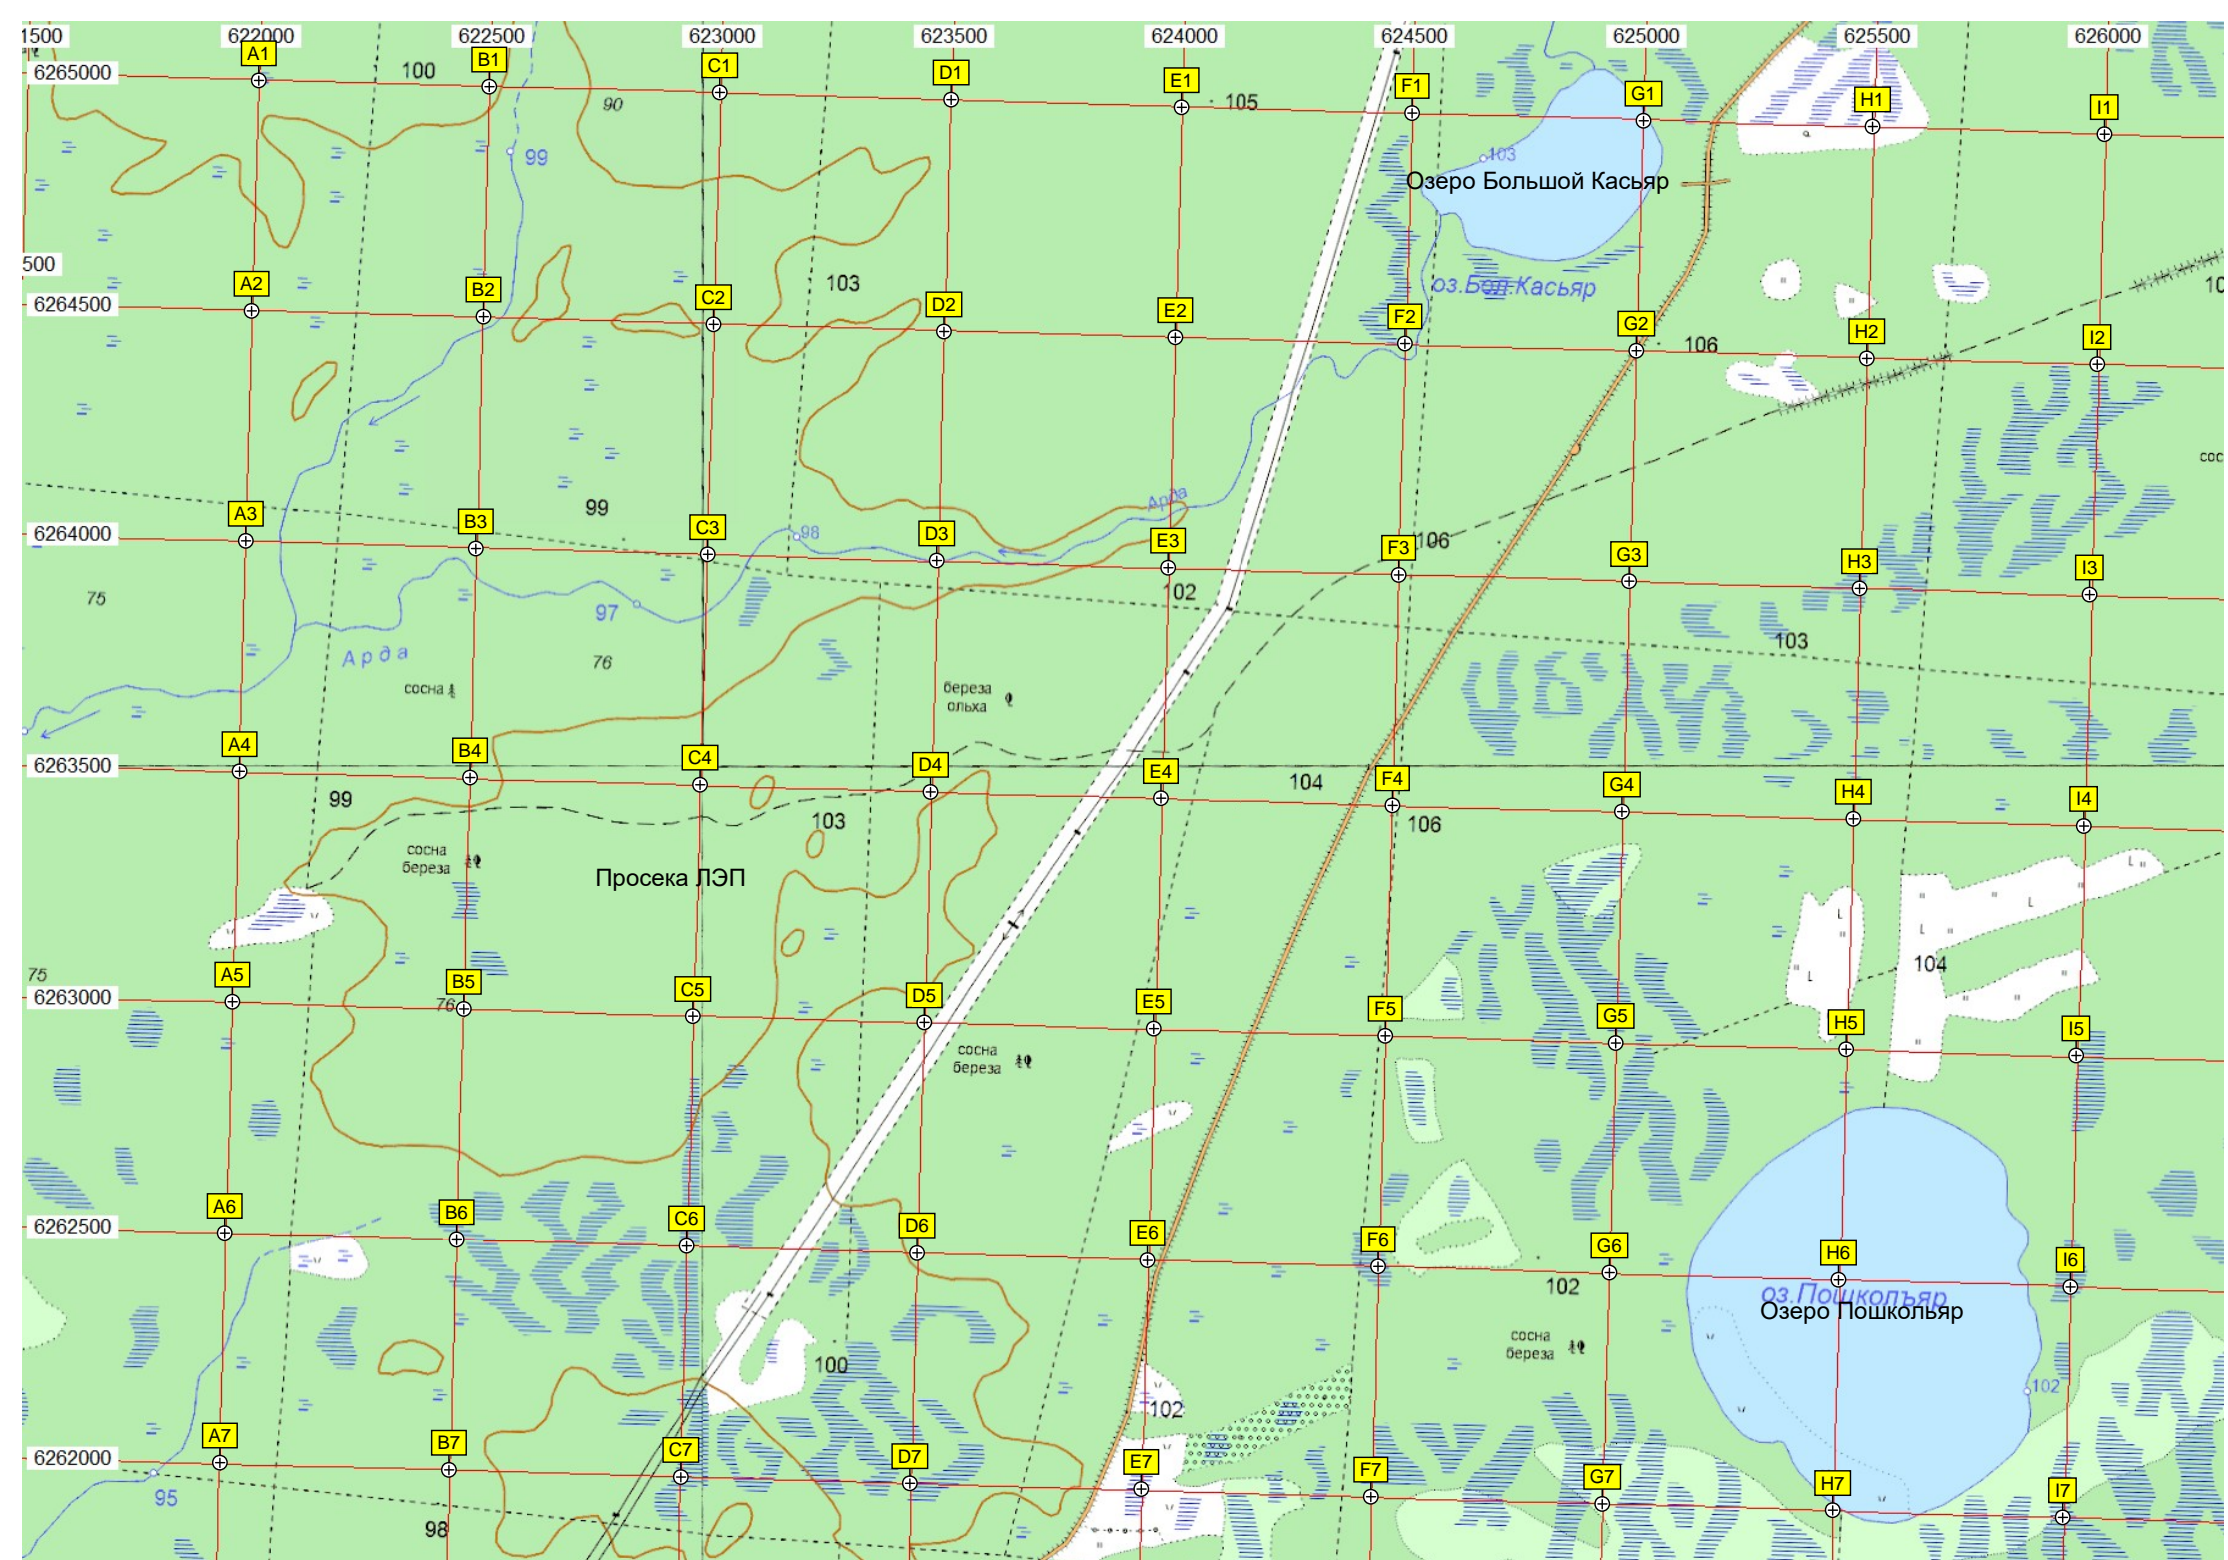 1500 622000 622500 623000 623500 624000 624500 625000 625500 626000
6265000 A1 100 B1 90 C1 D1 E1 105 F1 G1 H1 I1
99 103
Озеро Большой Касьяр
500
6264500 A2 B2 C2 103 D2 E2 F2 оз.Бол.Касьяр G2 106 H2 I2 10
сос
99 Арда
6264000 A3 B3 C3 98 D3 E3 F3 106 G3 H3 I3
75 97 76 102 103
Арда
сосна
береза
ольха
6263500 A4 B4 C4 D4 E4 104 F4 G4 H4 I4
99 103 106
сосна
береза
Просека ЛЭП
L
L L
75 104
L
6263000 A5 76 B5 C5 D5 E5 F5 G5 H5 I5
сосна
береза
6262500 A6 B6 C6 D6 E6 F6 G6 H6 I6
102 оз.Пошколъяр
Озеро Пошкольяр
сосна
береза
100 102 102
6262000 A7 B7 C7 D7 E7 F7 G7 H7 I7
95 98